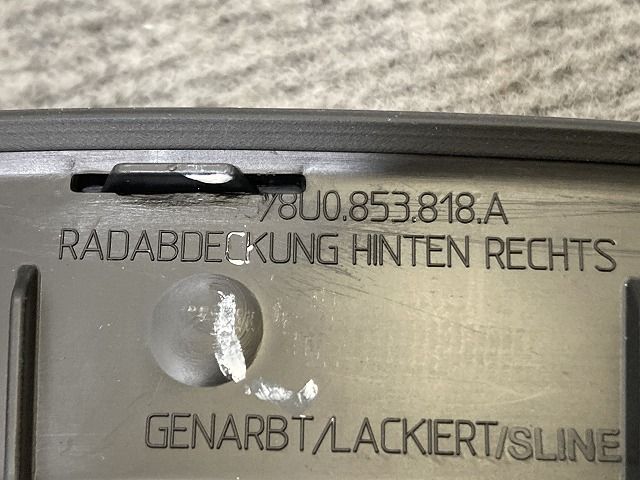 8U0.853.818.A
RADABDECKUNG HINTEN RECHTS
GENARBT/LACKIERT/SLINE